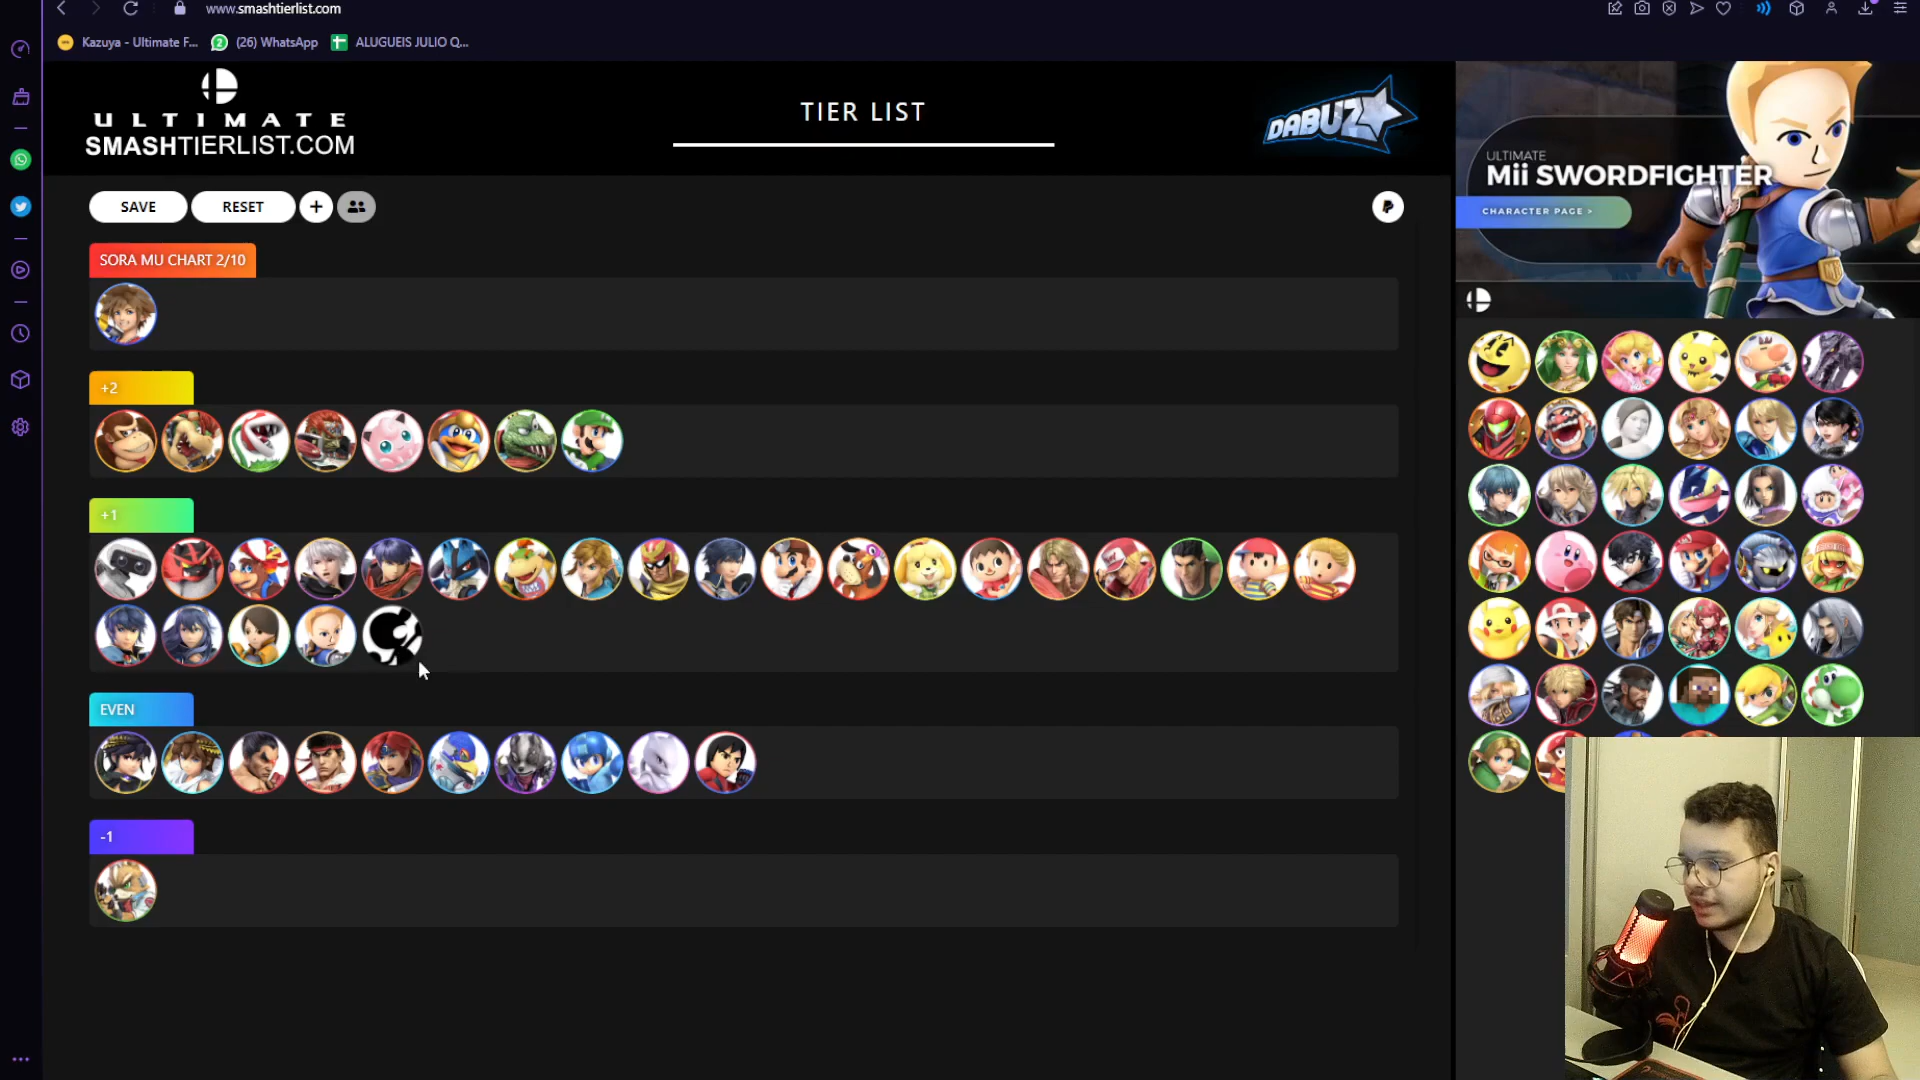 www.smashtierlist.com
Kazuya - Ultimate F...
2
(26) WhatsApp
ALUGUEIS JULIO Q...
ULTIMATE
SMASHTIERLIST.COM
TIER LIST
DABUZ
SAVE
RESET
+
SORA MU CHART 2/10
+2
+1
EVEN
-1
ULTIMATE
Mii SWORDFIGHTER
CHARACTER PAGE >